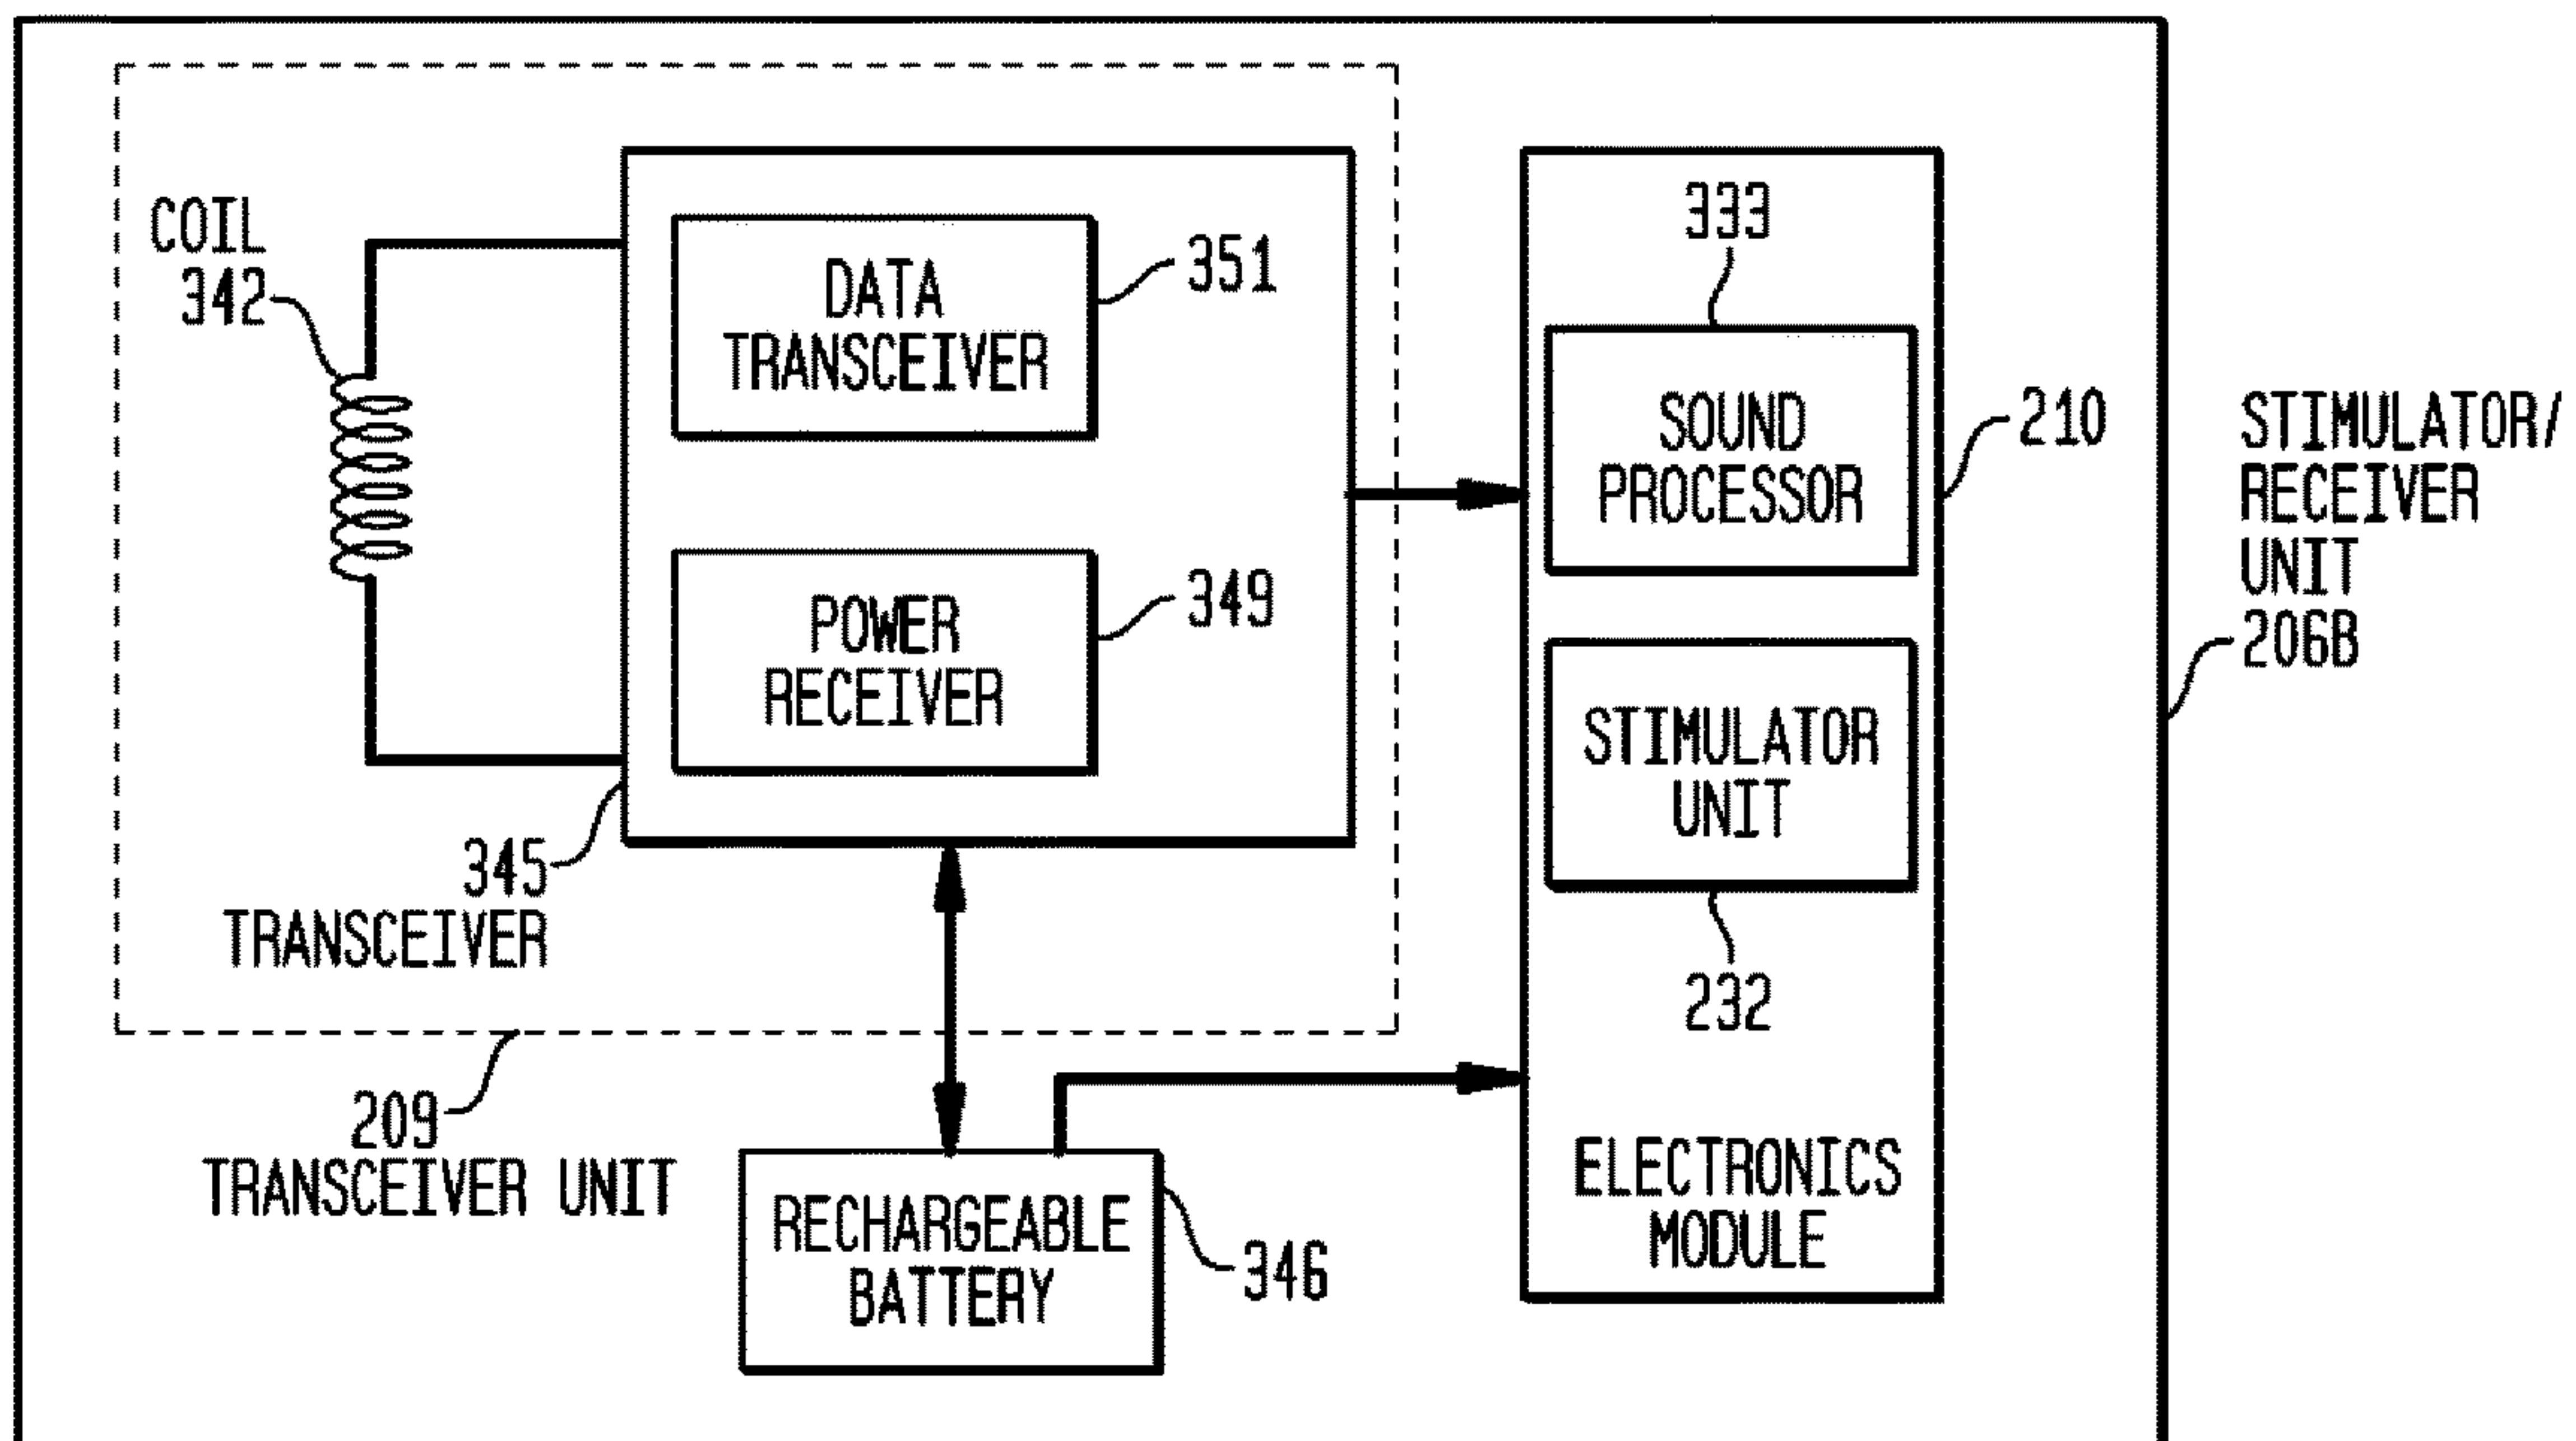 COIL
342
DATA
TRANSCEIVER
351
POWER
RECEIVER
349
345
TRANSCEIVER
209
TRANSCEIVER UNIT
RECHARGEABLE
BATTERY
346
333
SOUND
PROCESSOR
210
STIMULATOR
UNIT
232
ELECTRONICS
MODULE
STIMULATOR/
RECEIVER
UNIT
206B